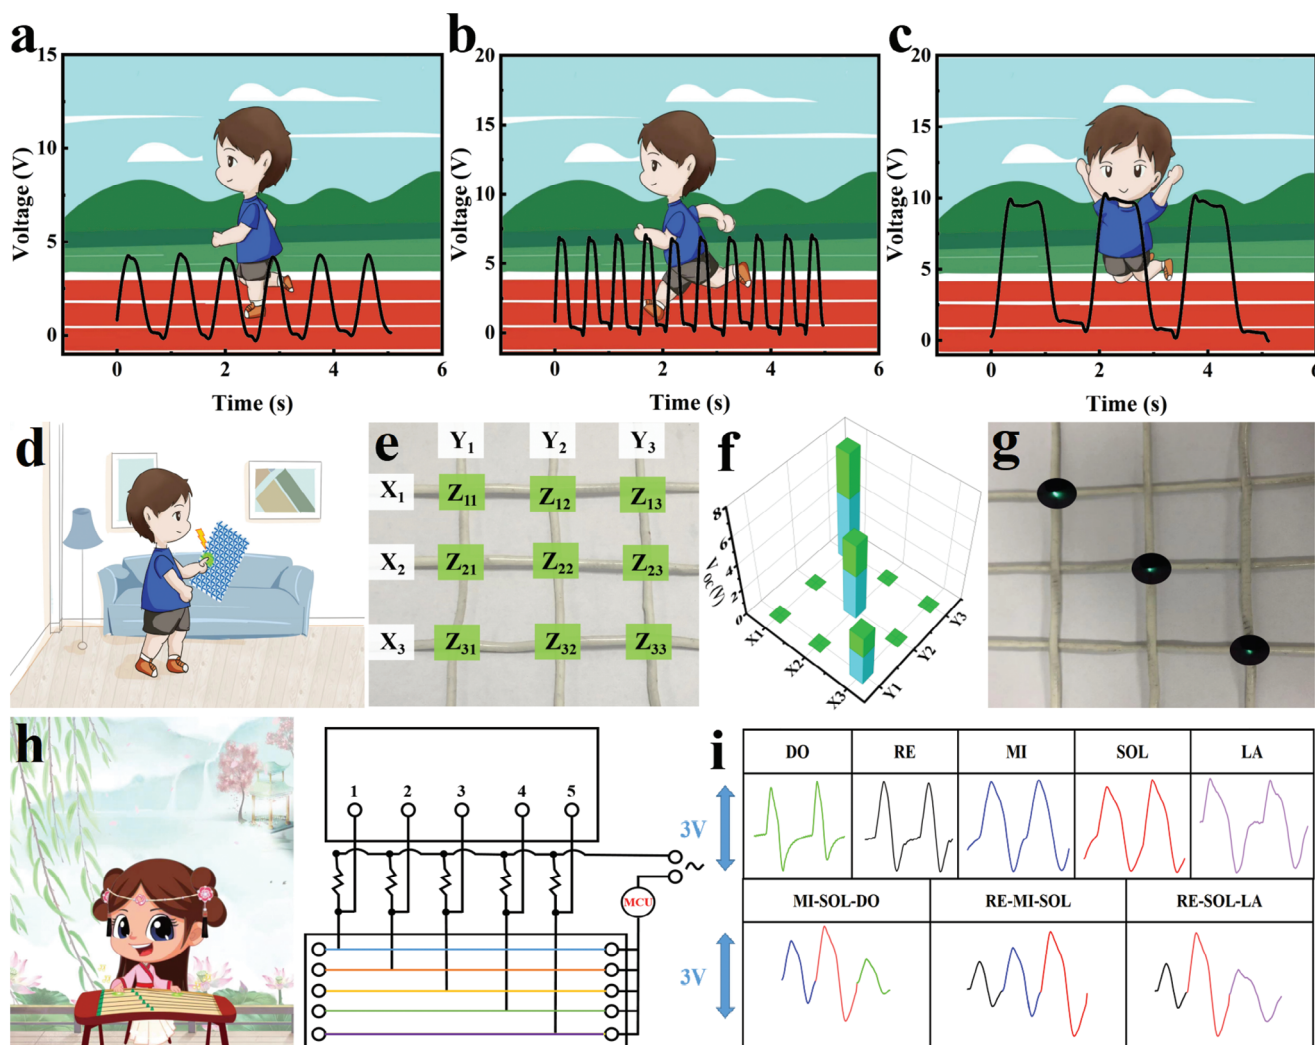 a
15
10
5
0
Voltage (V)
0 2 4 6
Time (s)
b
20
15
10
5
0
Voltage (V)
0 2 4 6
Time (s)
c
20
15
10
5
0
Voltage (V)
0 2 4 6
Time (s)
d
e
Y1 Y2 Y3
X1 Z11 Z12 Z13
X2 Z21 Z22 Z23
X3 Z31 Z32 Z33
f
8
6
4
2
0
VOC(V)
X1 X2 X3
Y1 Y2 Y3
g
h
1 2 3 4 5
~
MCU
i
DO RE MI SOL LA
3V
MI-SOL-DO RE-MI-SOL RE-SOL-LA
3V